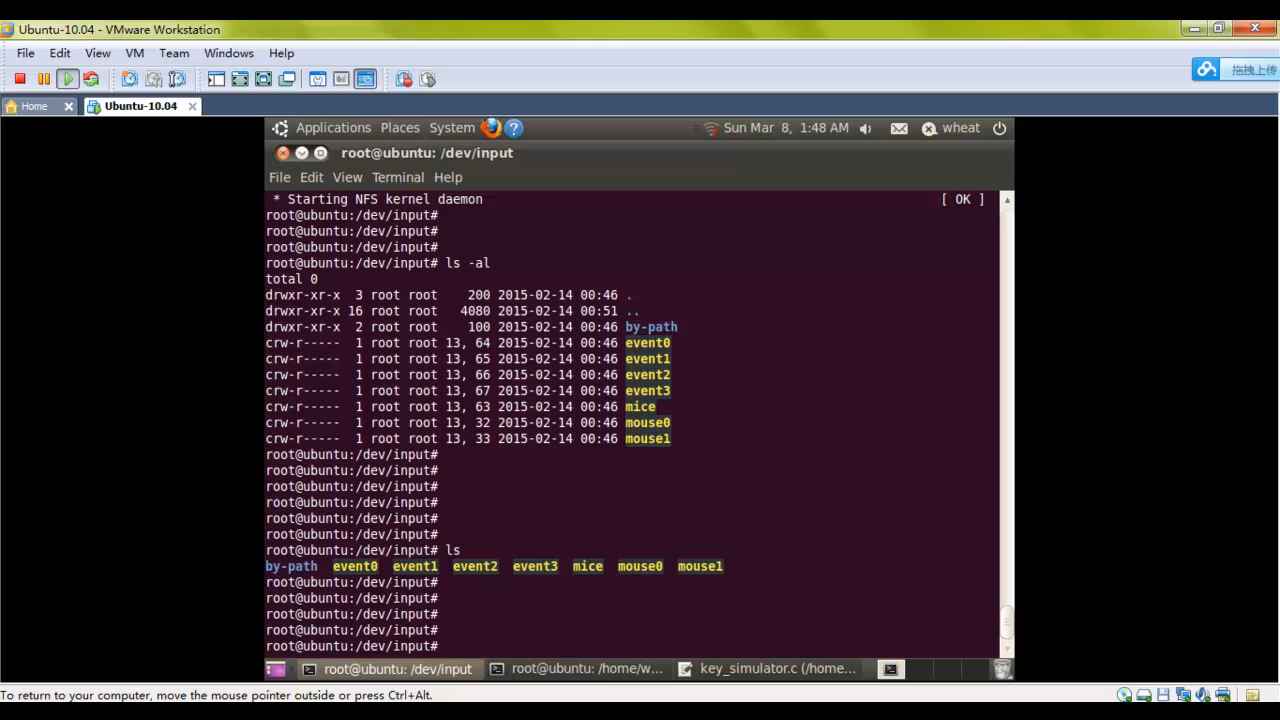 Ubuntu-10.04 - VMware Workstation
File Edit View VM Team Windows Help
拖拽上传
Home Ubuntu-10.04
Applications Places System Sun Mar 8, 1:48 AM wheat
root@ubuntu: /dev/input
File Edit View Terminal Help
* Starting NFS kernel daemon [ OK ]
root@ubuntu:/dev/input#
root@ubuntu:/dev/input#
root@ubuntu:/dev/input#
root@ubuntu:/dev/input# ls -al
total 0
drwxr-xr-x 3 root root 200 2015-02-14 00:46 .
drwxr-xr-x 16 root root 4080 2015-02-14 00:51 ..
drwxr-xr-x 2 root root 100 2015-02-14 00:46 by-path
crw-r----- 1 root root 13, 64 2015-02-14 00:46 event0
crw-r----- 1 root root 13, 65 2015-02-14 00:46 event1
crw-r----- 1 root root 13, 66 2015-02-14 00:46 event2
crw-r----- 1 root root 13, 67 2015-02-14 00:46 event3
crw-r----- 1 root root 13, 63 2015-02-14 00:46 mice
crw-r----- 1 root root 13, 32 2015-02-14 00:46 mouse0
crw-r----- 1 root root 13, 33 2015-02-14 00:46 mouse1
root@ubuntu:/dev/input#
root@ubuntu:/dev/input#
root@ubuntu:/dev/input#
root@ubuntu:/dev/input#
root@ubuntu:/dev/input#
root@ubuntu:/dev/input#
root@ubuntu:/dev/input# ls
by-path event0 event1 event2 event3 mice mouse0 mouse1
root@ubuntu:/dev/input#
root@ubuntu:/dev/input#
root@ubuntu:/dev/input#
root@ubuntu:/dev/input#
root@ubuntu:/dev/input#
root@ubuntu: /dev/input root@ubuntu: /home/w... key_simulator.c (/home...
To return to your computer, move the mouse pointer outside or press Ctrl+Alt.